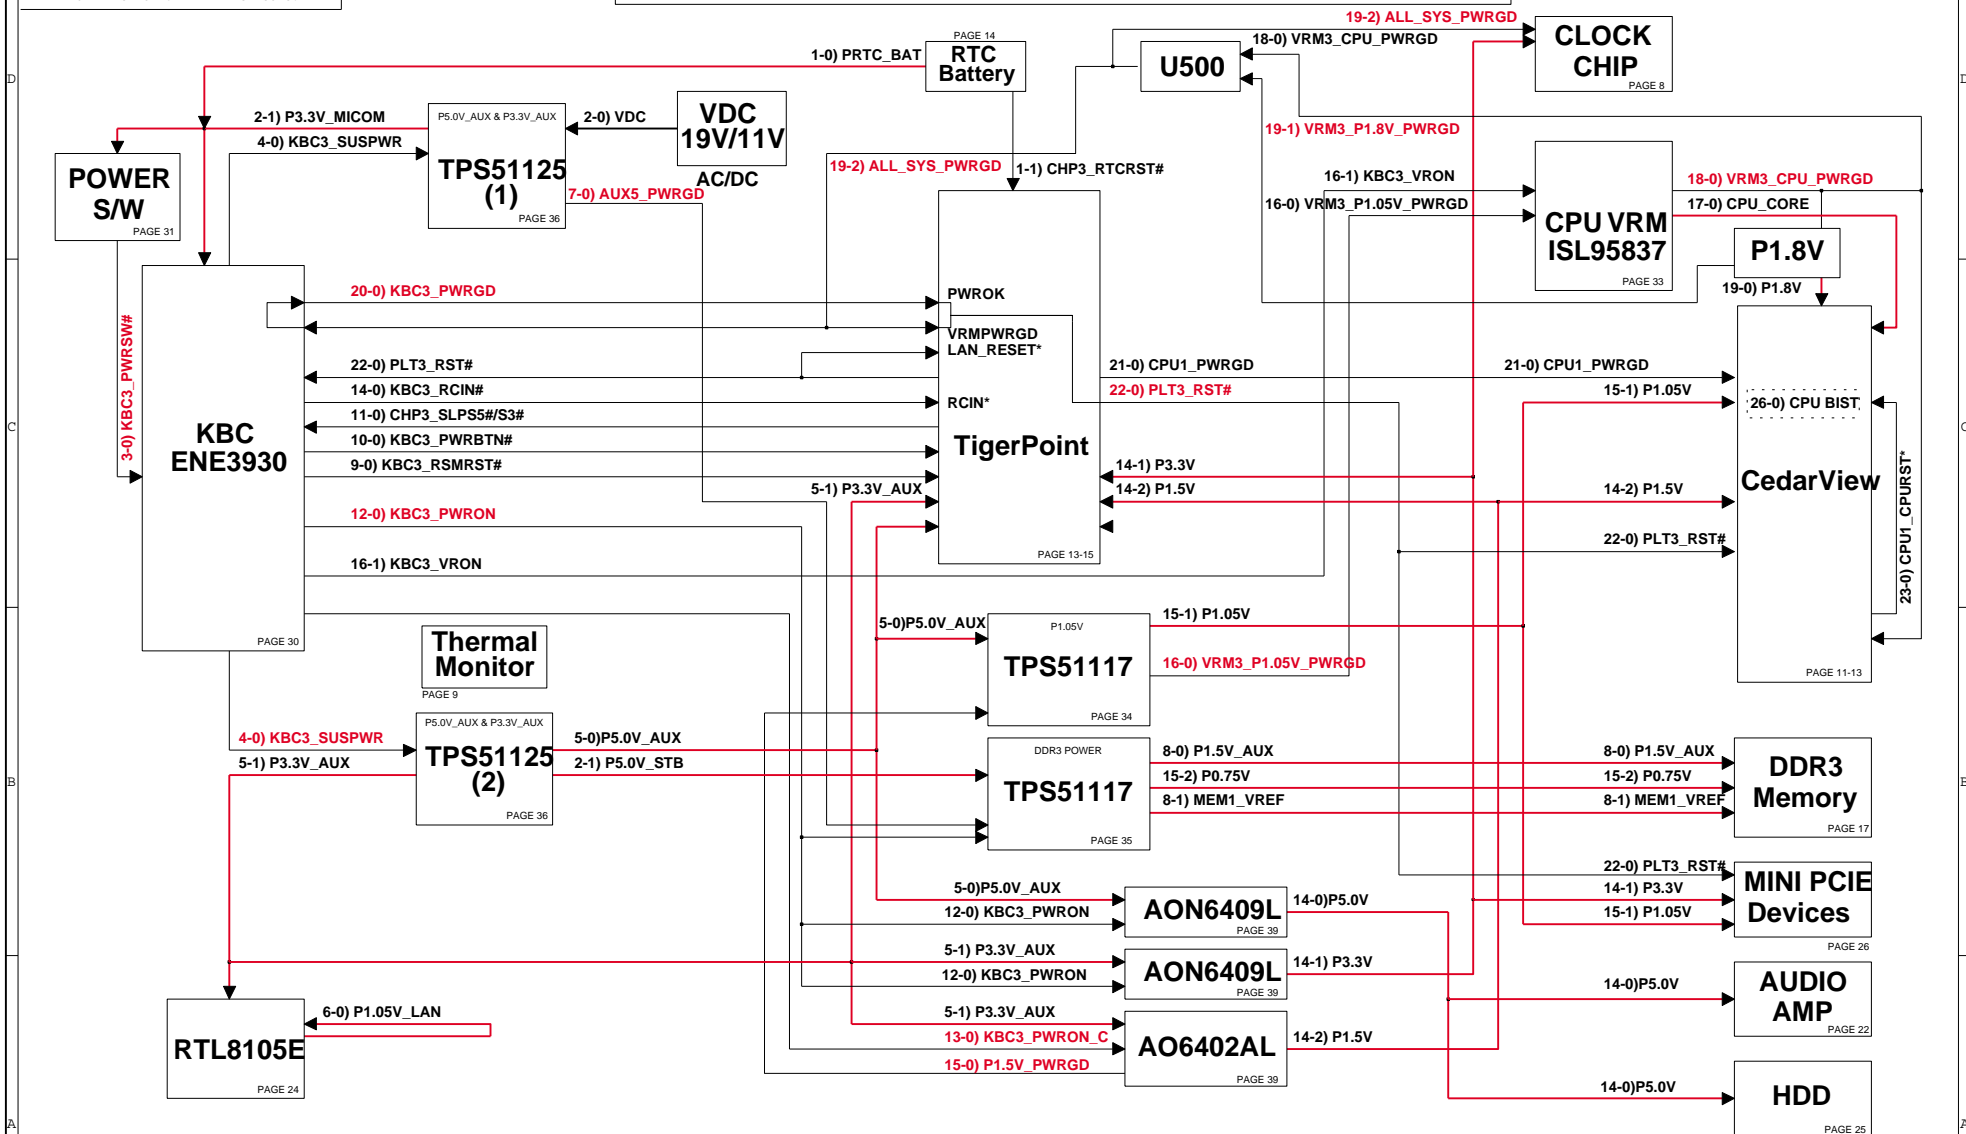 19-2) ALL_SYS_PWRGD
18-0) VRM3_CPU_PWRGD
CLOCK
CHIP
PAGE 8
PAGE 14
RTC
Battery
1-0) PRTC_BAT
U500
D
D
2-1) P3.3V_MICOM
4-0) KBC3_SUSPWR
P5.0V_AUX & P3.3V_AUX
TPS51125
(1)
PAGE 36
2-0) VDC
VDC
19V/11V
AC/DC
7-0) AUX5_PWRGD
19-2) ALL_SYS_PWRGD
1-1) CHP3_RTCRST#
19-1) VRM3_P1.8V_PWRGD
16-1) KBC3_VRON
16-0) VRM3_P1.05V_PWRGD
CPU VRM
ISL95837
PAGE 33
18-0) VRM3_CPU_PWRGD
17-0) CPU_CORE
P1.8V
19-0) P1.8V
POWER
S/W
PAGE 31
3-0) KBC3_PWRSW#
20-0) KBC3_PWRGD
22-0) PLT3_RST#
14-0) KBC3_RCIN#
11-0) CHP3_SLPS5#/S3#
10-0) KBC3_PWRBTN#
9-0) KBC3_RSMRST#
12-0) KBC3_PWRON
16-1) KBC3_VRON
C
C
KBC
ENE3930
PAGE 30
PWROK
VRMPWRGD
LAN_RESET*
RCIN*
TigerPoint
PAGE 13-15
5-1) P3.3V_AUX
21-0) CPU1_PWRGD
22-0) PLT3_RST#
14-1) P3.3V
14-2) P1.5V
21-0) CPU1_PWRGD
15-1) P1.05V
26-0) CPU BIST
CedarView
14-2) P1.5V
22-0) PLT3_RST#
23-0) CPU1_CPURST*
PAGE 11-13
Thermal
Monitor
PAGE 9
5-0)P5.0V_AUX
P1.05V
TPS51117
PAGE 34
15-1) P1.05V
16-0) VRM3_P1.05V_PWRGD
4-0) KBC3_SUSPWR
5-1) P3.3V_AUX
P5.0V_AUX & P3.3V_AUX
TPS51125
(2)
PAGE 36
5-0)P5.0V_AUX
2-1) P5.0V_STB
DDR3 POWER
TPS51117
PAGE 35
8-0) P1.5V_AUX
15-2) P0.75V
8-1) MEM1_VREF
8-0) P1.5V_AUX
15-2) P0.75V
8-1) MEM1_VREF
DDR3
Memory
PAGE 17
B
5-0)P5.0V_AUX
12-0) KBC3_PWRON
AON6409L
PAGE 39
14-0)P5.0V
22-0) PLT3_RST#
14-1) P3.3V
15-1) P1.05V
MINI PCIE
Devices
PAGE 26
5-1) P3.3V_AUX
12-0) KBC3_PWRON
AON6409L
PAGE 39
14-1) P3.3V
14-0)P5.0V
AUDIO
AMP
PAGE 22
6-0) P1.05V_LAN
RTL8105E
PAGE 24
5-1) P3.3V_AUX
13-0) KBC3_PWRON_C
15-0) P1.5V_PWRGD
AO6402AL
PAGE 39
14-2) P1.5V
14-0)P5.0V
HDD
PAGE 25
A
A